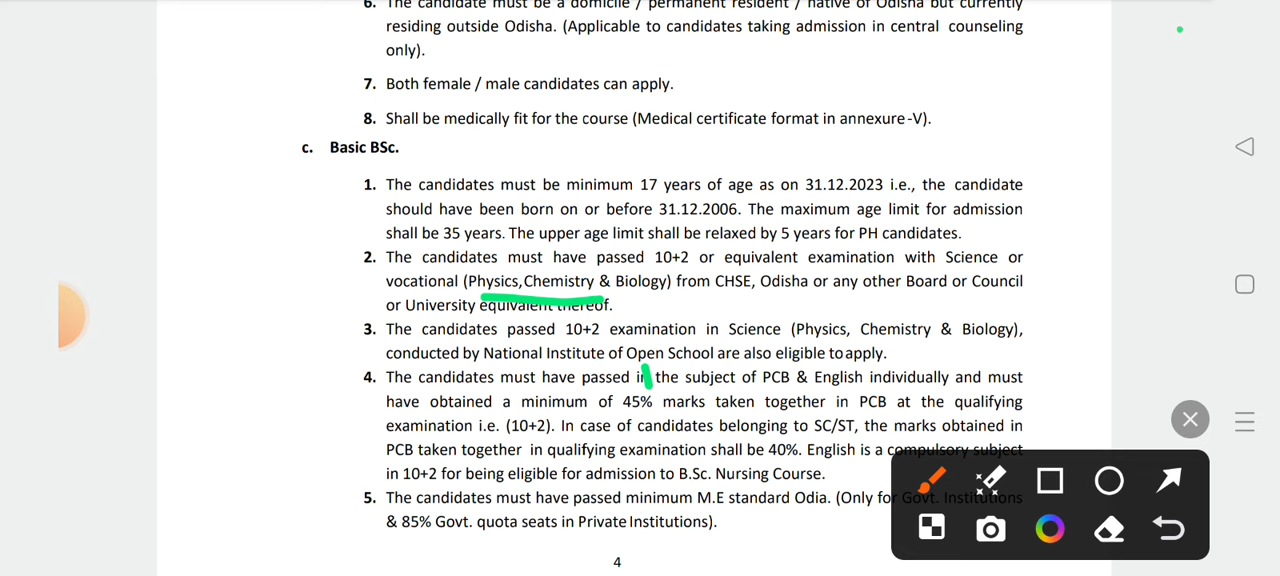 6. The candidate must be a domicile / permanent resident / native of Odisha but currently
residing outside Odisha. (Applicable to candidates taking admission in central counseling
only).
7. Both female / male candidates can apply.
8. Shall be medically fit for the course (Medical certificate format in annexure-V).
c. Basic BSc.
1. The candidates must be minimum 17 years of age as on 31.12.2023 i.e., the candidate
should have been born on or before 31.12.2006. The maximum age limit for admission
shall be 35 years. The upper age limit shall be relaxed by 5 years for PH candidates.
2. The candidates must have passed 10+2 or equivalent examination with Science or
vocational (Physics, Chemistry & Biology) from CHSE, Odisha or any other Board or Council
or University equivalent thereof.
3. The candidates passed 10+2 examination in Science (Physics, Chemistry & Biology),
conducted by National Institute of Open School are also eligible to apply.
4. The candidates must have passed in the subject of PCB & English individually and must
have obtained a minimum of 45% marks taken together in PCB at the qualifying
examination i.e. (10+2). In case of candidates belonging to SC/ST, the marks obtained in
PCB taken together in qualifying examination shall be 40%. English is a compulsory subject
in 10+2 for being eligible for admission to B.Sc. Nursing Course.
5. The candidates must have passed minimum M.E standard Odia. (Only for Govt. Institutions
& 85% Govt. quota seats in Private Institutions).
4